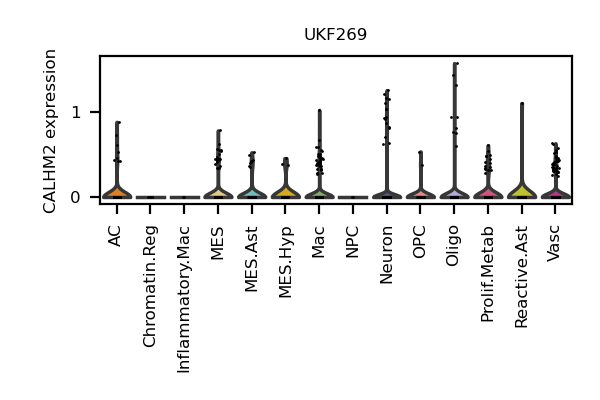 UKF269
CALHM2 expression
1
0
AC
Chromatin.Reg
Inflammatory.Mac
MES
MES.Ast
MES.Hyp
Mac
NPC
Neuron
OPC
Oligo
Prolif.Metab
Reactive.Ast
Vasc